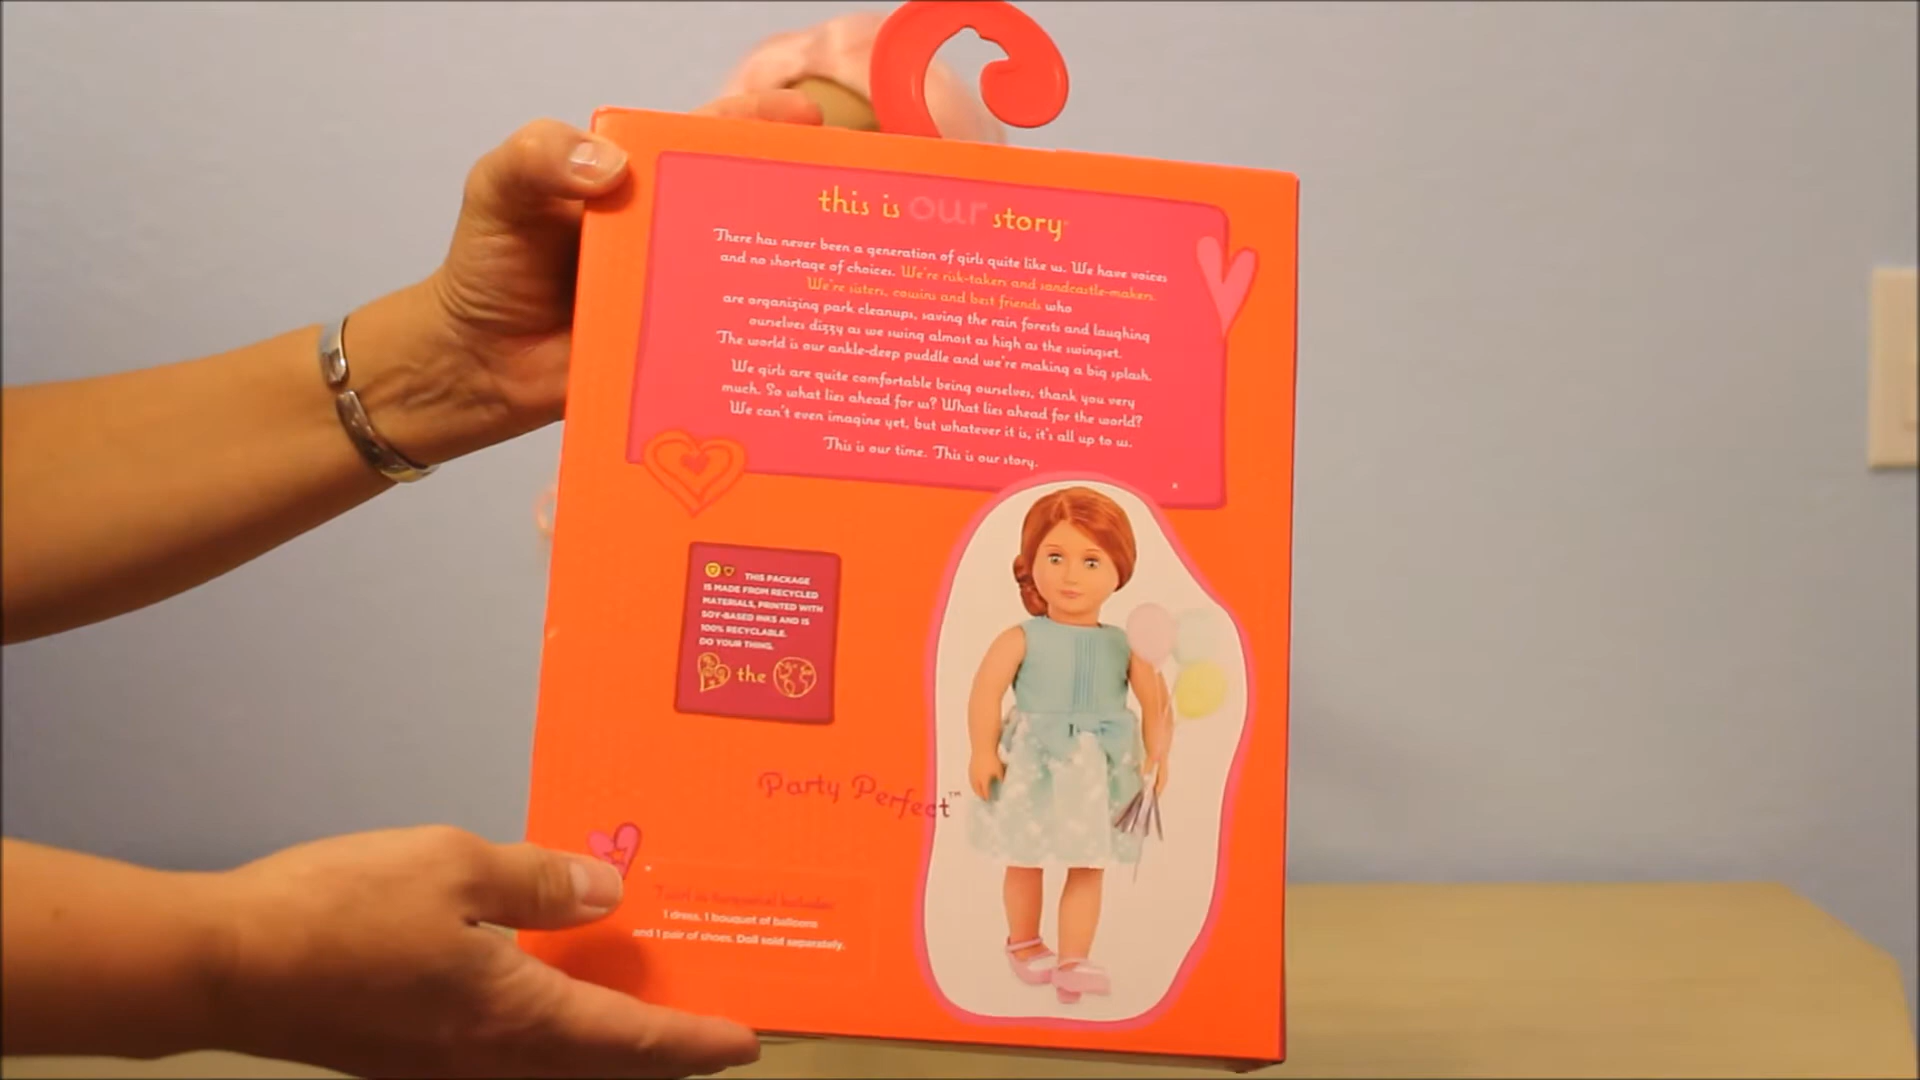 this is our story
There has never been a generation of girls quite like us. We have voices
and no shortage of choices. We're risk-takers and sandcastle-makers.
We're sisters, cousins and best friends who
are organizing park cleanups, saving the rain forests and laughing
ourselves dizzy as we swing almost as high as the swingset.
The world is our ankle-deep puddle and we're making a big splash.
We girls are quite comfortable being ourselves, thank you very
much. So what lies ahead for us? What lies ahead for the world?
We can't even imagine yet, but whatever it is, it's all up to us.
This is our time. This is our story.
THIS PACKAGE
IS MADE FROM RECYCLED
MATERIALS, PRINTED WITH
SOY-BASED INKS AND IS
100% RECYCLABLE.
DO YOUR THING.
the
Party Perfect™
1 dress, 1 bouquet of balloons
and 1 pair of shoes. Doll sold separately.